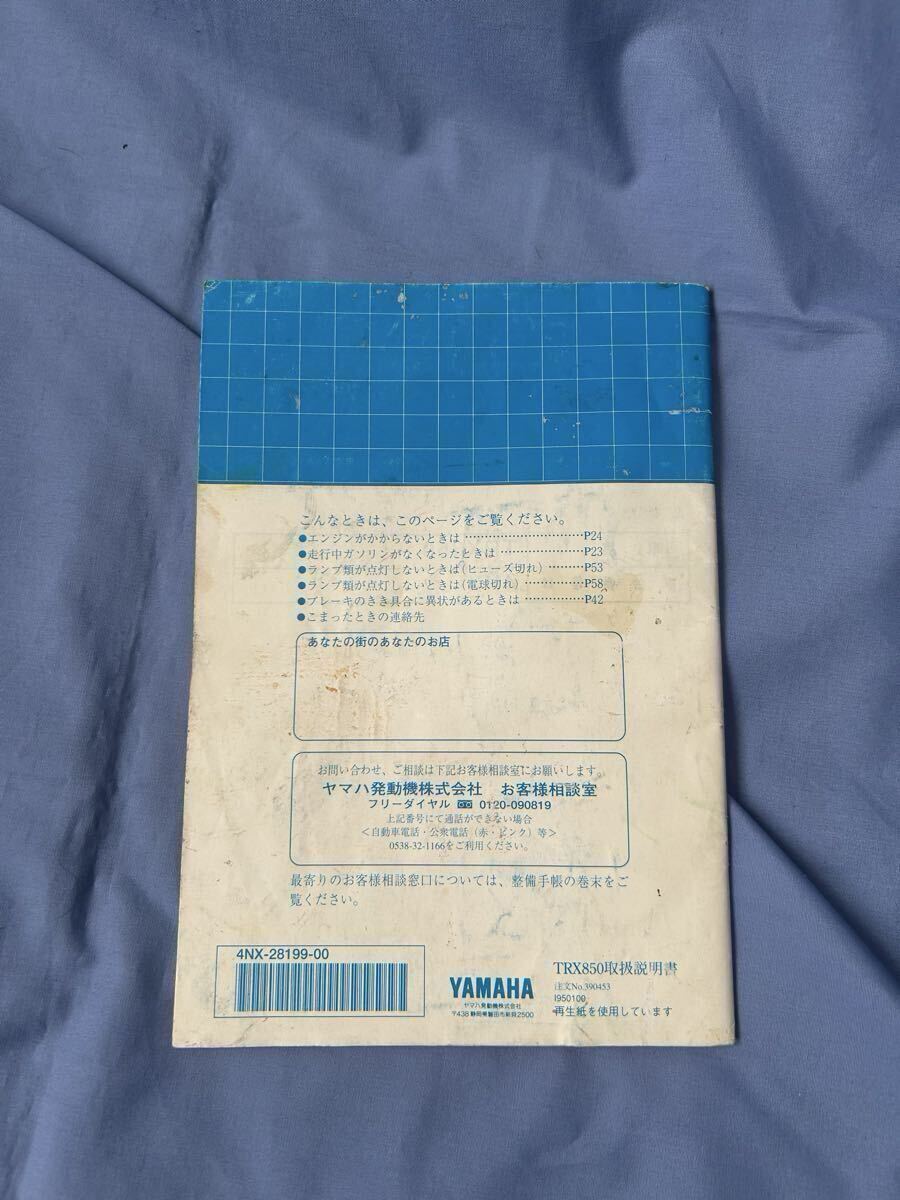 こんなときは、このページをご覧ください。
●エンジンがかからないときは ………………………P24
●走行中ガソリンがなくなったときは ………………P23
●ランプ類が点灯しないときは(ヒューズ切れ) ………P53
●ランプ類が点灯しないときは(電球切れ) ……………P58
●ブレーキのきき具合に異状があるときは ……………P42
●こまったときの連絡先
あなたの街のあなたのお店
お問い合わせ、ご相談は下記お客様相談室にお願いします。
ヤマハ発動機株式会社 お客様相談室
フリーダイヤル 0120-090819
上記番号にて通話ができない場合
<自動車電話・公衆電話(赤・ピンク)等>
0538-32-1166をご利用ください。
最寄りのお客様相談窓口については、整備手帳の巻末をご
覧ください。
4NX-28199-00
YAMAHA
ヤマハ発動機株式会社
〒438 静岡県磐田市新貝2500
TRX850取扱説明書
注文No.390453
I950100
再生紙を使用しています